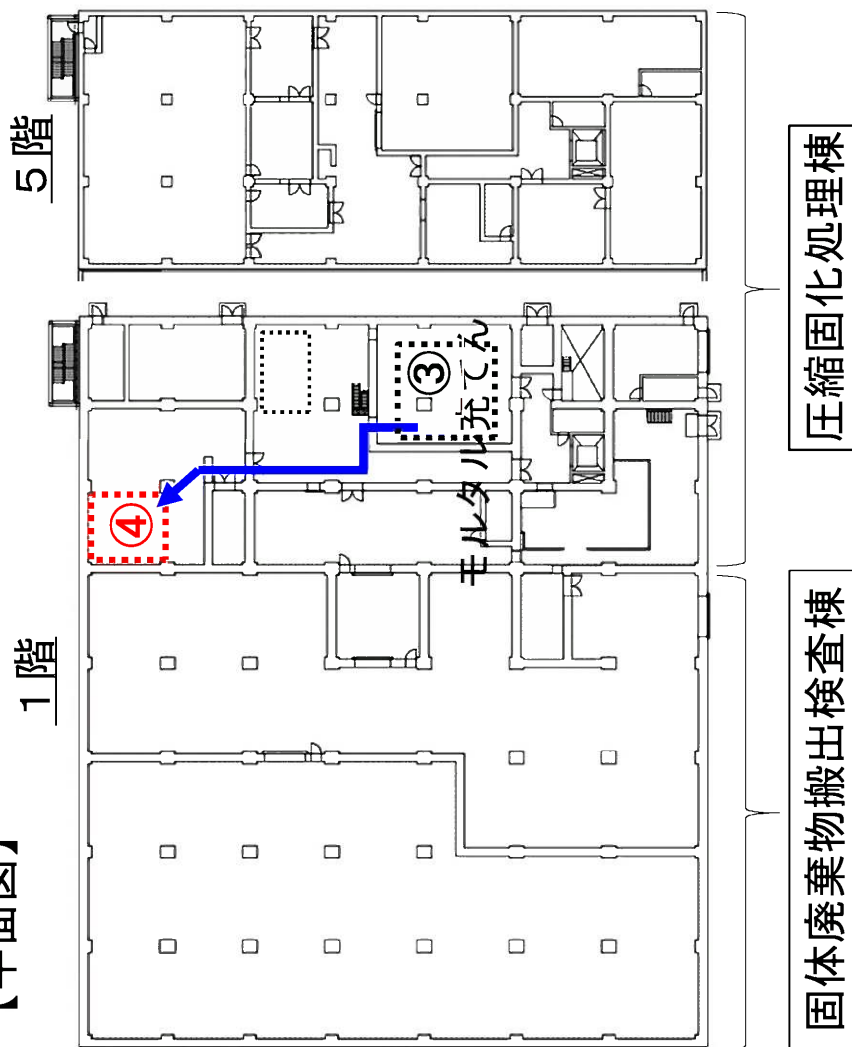 【平面図】
1階
5階
④
③
モルタル充てん
固体廃棄物搬出検査棟
圧縮固化処理棟